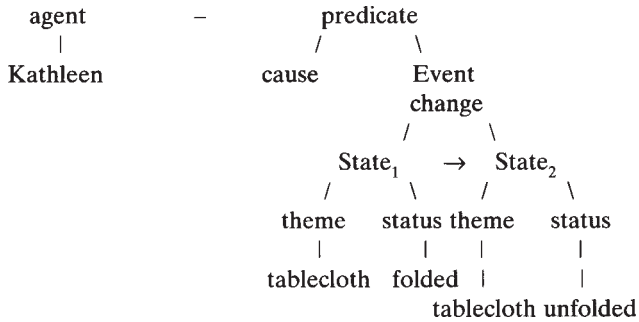 agent – predicate
Kathleen cause Event
change
State₁ → State₂
theme status theme status
tablecloth folded
tablecloth unfolded